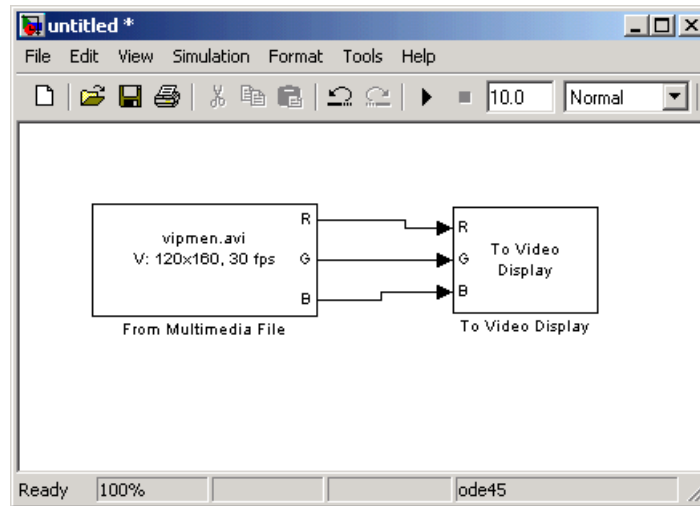 untitled *
File Edit View Simulation Format Tools Help
10.0 Normal
vipmen.avi
V: 120x160, 30 fps
R
G
B
From Multimedia File
R
G
B
To Video
Display
To Video Display
Ready 100% ode45